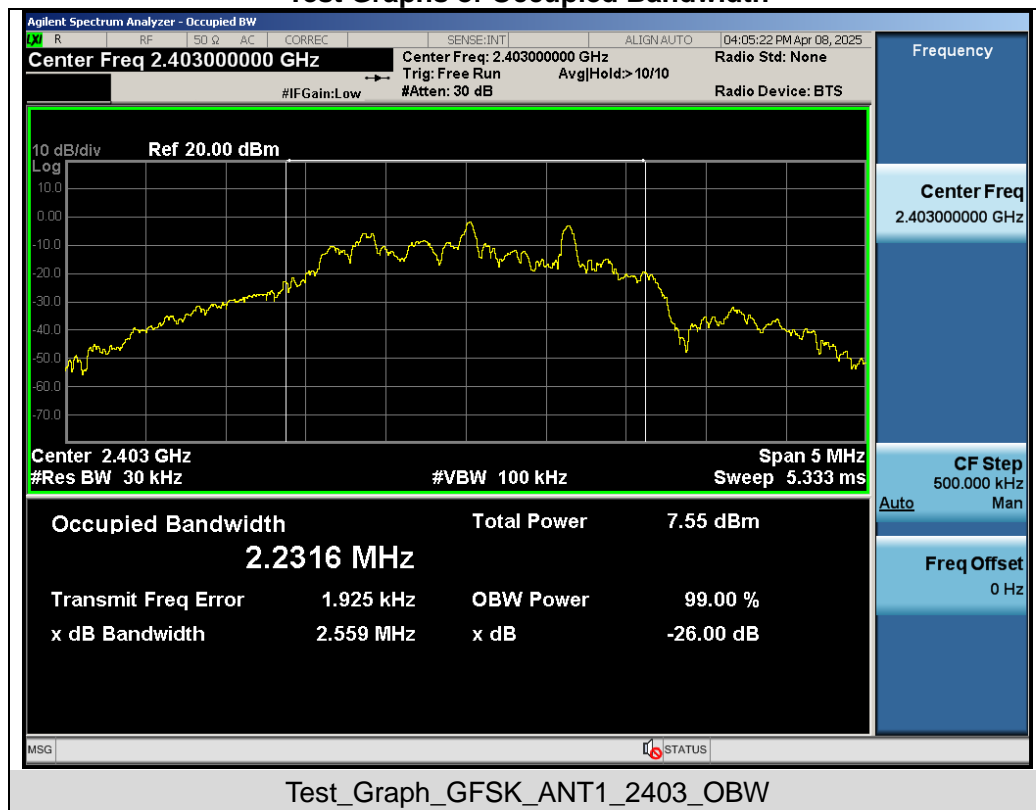 Test Graphs of Occupied Bandwidth
Agilent Spectrum Analyzer - Occupied BW
LXI R RF 50 Ω AC CORREC SENSE:INT ALIGN AUTO 04:05:22 PM Apr 08, 2025
Center Freq 2.403000000 GHz
Center Freq: 2.403000000 GHz Radio Std: None
Trig: Free Run Avg|Hold:> 10/10
#IFGain:Low #Atten: 30 dB Radio Device: BTS
10 dB/div Ref 20.00 dBm
Log
10.0
0.00
-10.0
-20.0
-30.0
-40.0
-50.0
-60.0
-70.0
Center 2.403 GHz Span 5 MHz
#Res BW 30 kHz #VBW 100 kHz Sweep 5.333 ms
Occupied Bandwidth Total Power 7.55 dBm
2.2316 MHz
Transmit Freq Error 1.925 kHz OBW Power 99.00 %
x dB Bandwidth 2.559 MHz x dB -26.00 dB
Frequency
Center Freq
2.403000000 GHz
CF Step
500.000 kHz
Auto Man
Freq Offset
0 Hz
MSG STATUS
Test_Graph_GFSK_ANT1_2403_OBW